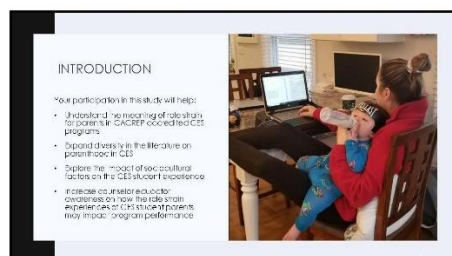 INTRODUCTION
Your participation in this study will help:
• Understand the meaning of role strain
for parents in CACREP accredited CES
programs
• Expand diversity in the literature on
parenthood in CES
• Explore the impact of sociocultural
factors on the CES student experience
• Increase counselor educator
awareness on how the role strain
experiences of CES student parents
may impact program performance